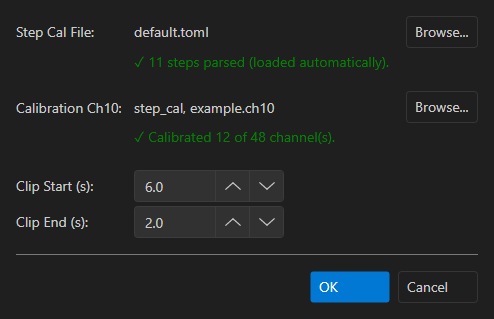 Step Cal File: default.toml Browse...
✓ 11 steps parsed (loaded automatically).
Calibration Ch10: step_cal, example.ch10 Browse...
✓ Calibrated 12 of 48 channel(s).
Clip Start (s): 6.0
Clip End (s): 2.0
OK Cancel